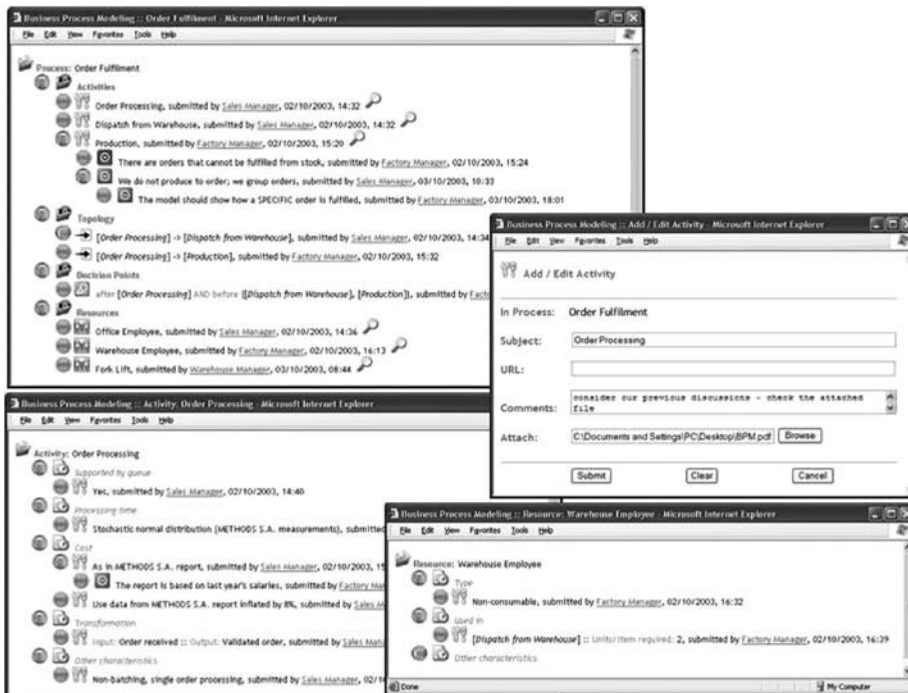 Business Process Modeling :: Order Fulfilment - Microsoft Internet Explorer
File Edit View Favorites Tools Help
Process: Order Fulfilment
Activities
Order Processing, submitted by Sales Manager, 02/10/2003, 14:32
Dispatch from Warehouse, submitted by Sales Manager, 02/10/2003, 14:32
Production, submitted by Factory Manager, 02/10/2003, 15:20
There are orders that cannot be fulfilled from stock, submitted by Factory Manager, 02/10/2003, 15:24
We do not produce to order; we group orders, submitted by Sales Manager, 03/10/2003, 10:33
The model should show how a SPECIFIC order is fulfilled, submitted by Factory Manager, 03/10/2003, 18:01
Topology
[Order Processing] -> [Dispatch from Warehouse], submitted by Sales Manager, 02/10/2003, 14:34
[Order Processing] -> [Production], submitted by Factory Manager, 02/10/2003, 15:32
Decision Points
after [Order Processing] AND before ([Dispatch from Warehouse], [Production]), submitted by Factory
Resources
Office Employee, submitted by Sales Manager, 02/10/2003, 14:36
Warehouse Employee, submitted by Factory Manager, 02/10/2003, 16:13
Fork Lift, submitted by Warehouse Manager, 03/10/2003, 08:44
Business Process Modeling :: Add / Edit Activity - Microsoft Internet Explorer
File Edit View Favorites Tools Help
Add / Edit Activity
In Process: Order Fulfilment
Subject: Order Processing
URL:
Comments: consider our previous discussions - check the attached
file
Attach: C:\Documents and Settings\PC\Desktop\BPM.pdf Browse
Submit Clear Cancel
Business Process Modeling :: Activity: Order Processing - Microsoft Internet Explorer
File Edit View Favorites Tools Help
Activity: Order Processing
Supported by queue
Yes, submitted by Sales Manager, 02/10/2003, 14:40
Processing time
Stochastic normal distribution (METHODS S.A. measurements), submitted
Cost
As in METHODS S.A. report, submitted by Sales Manager, 02/10/2003, 15
The report is based on last year's salaries, submitted by Factory Ma
Use data from METHODS S.A. report inflated by 8%, submitted by Sales M
Transformation
Input: Order received :: Output: Validated order, submitted by Sales Man
Other characteristics
Non-batching, single order processing, submitted by Sales Manager, 02/1
Business Process Modeling :: Resource: Warehouse Employee - Microsoft Internet Explorer
File Edit View Favorites Tools Help
Resource: Warehouse Employee
Type
Non-consumable, submitted by Factory Manager, 02/10/2003, 16:32
Used in
[Dispatch from Warehouse] :: Units/Item required: 2, submitted by Factory Manager, 02/10/2003, 16:39
Other characteristics
Done My Computer